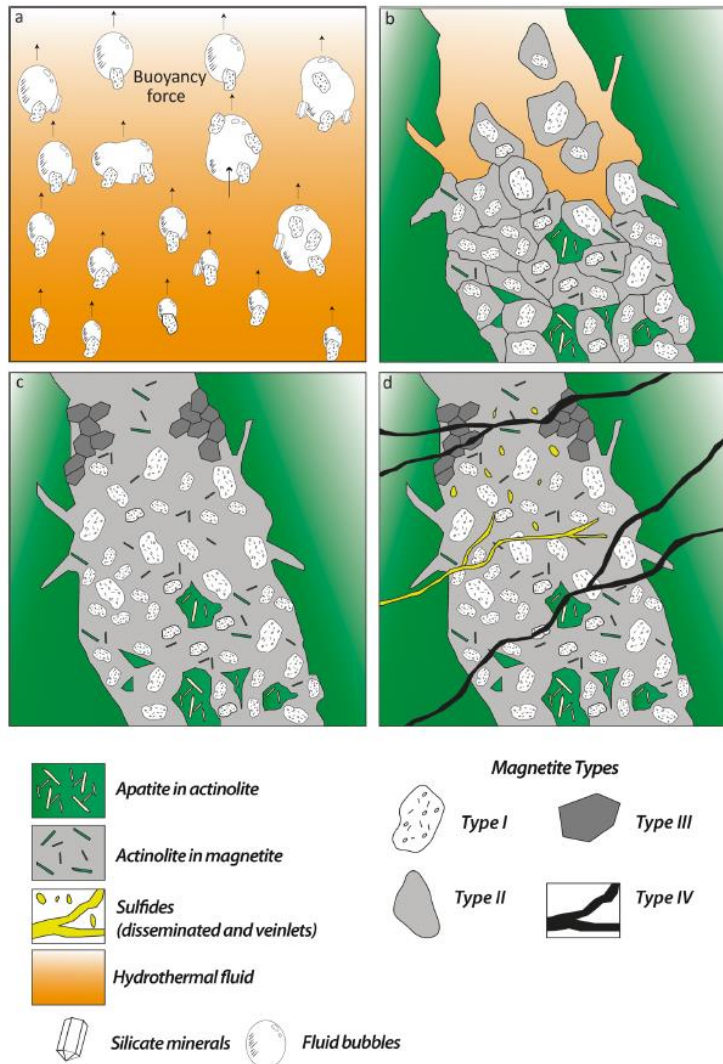 a
Buoyancy
force
b
c
d
Apatite in actinolite
Actinolite in magnetite
Sulfides
(disseminated and veinlets)
Hydrothermal fluid
Silicate minerals
Fluid bubbles
Magnetite Types
Type I
Type III
Type II
Type IV